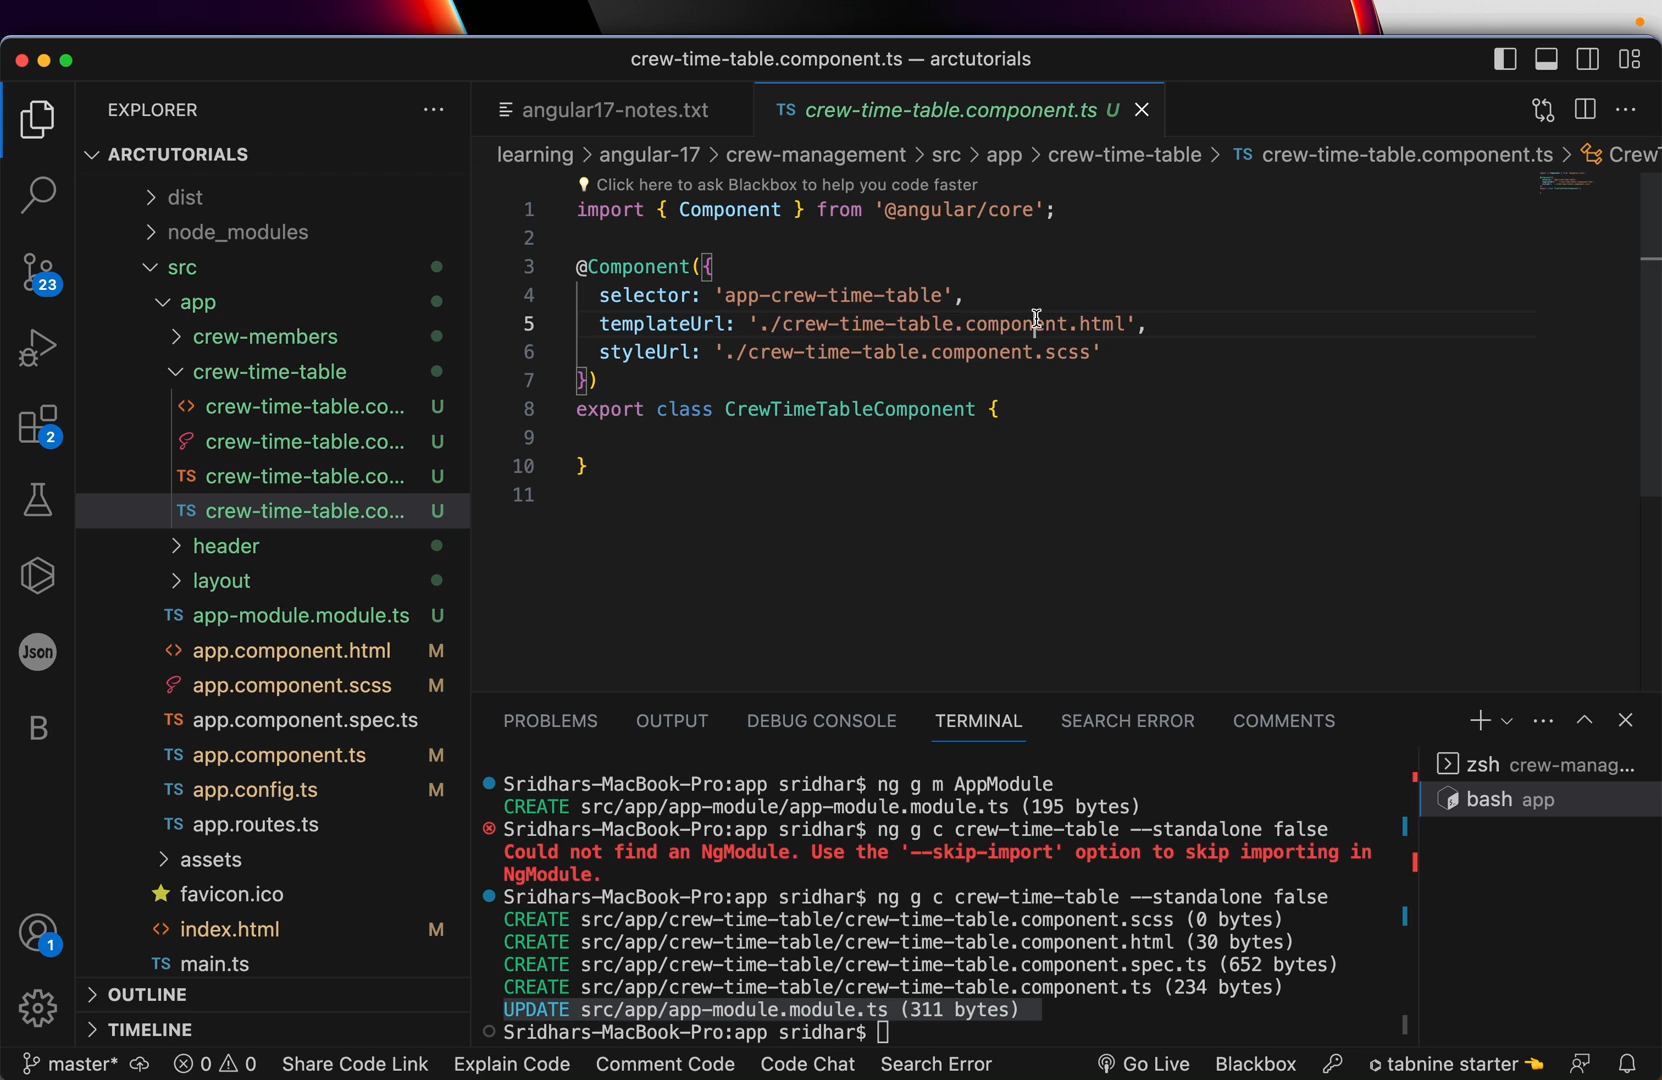 crew-time-table.component.ts — arctutorials
EXPLORER
ARCTUTORIALS
dist
node_modules
src
app
crew-members
crew-time-table
crew-time-table.co... U
crew-time-table.co... U
TS crew-time-table.co... U
TS crew-time-table.co... U
header
layout
TS app-module.module.ts U
app.component.html M
app.component.scss M
TS app.component.spec.ts
TS app.component.ts M
TS app.config.ts M
TS app.routes.ts
assets
favicon.ico
index.html M
TS main.ts
OUTLINE
TIMELINE
23
2
Json
B
1
angular17-notes.txt
TS crew-time-table.component.ts U
learning > angular-17 > crew-management > src > app > crew-time-table > TS crew-time-table.component.ts > CrewT
Click here to ask Blackbox to help you code faster
1 import { Component } from '@angular/core';
2
3 @Component({
4 selector: 'app-crew-time-table',
5 templateUrl: './crew-time-table.component.html',
6 styleUrl: './crew-time-table.component.scss'
7 })
8 export class CrewTimeTableComponent {
9
10 }
11
PROBLEMS OUTPUT DEBUG CONSOLE TERMINAL SEARCH ERROR COMMENTS
Sridhars-MacBook-Pro:app sridhar$ ng g m AppModule
CREATE src/app/app-module/app-module.module.ts (195 bytes)
Sridhars-MacBook-Pro:app sridhar$ ng g c crew-time-table --standalone false
Could not find an NgModule. Use the '--skip-import' option to skip importing in
NgModule.
Sridhars-MacBook-Pro:app sridhar$ ng g c crew-time-table --standalone false
CREATE src/app/crew-time-table/crew-time-table.component.scss (0 bytes)
CREATE src/app/crew-time-table/crew-time-table.component.html (30 bytes)
CREATE src/app/crew-time-table/crew-time-table.component.spec.ts (652 bytes)
CREATE src/app/crew-time-table/crew-time-table.component.ts (234 bytes)
UPDATE src/app/app-module.module.ts (311 bytes)
Sridhars-MacBook-Pro:app sridhar$
zsh crew-manag...
bash app
master* 0 0 Share Code Link Explain Code Comment Code Code Chat Search Error Go Live Blackbox tabnine starter